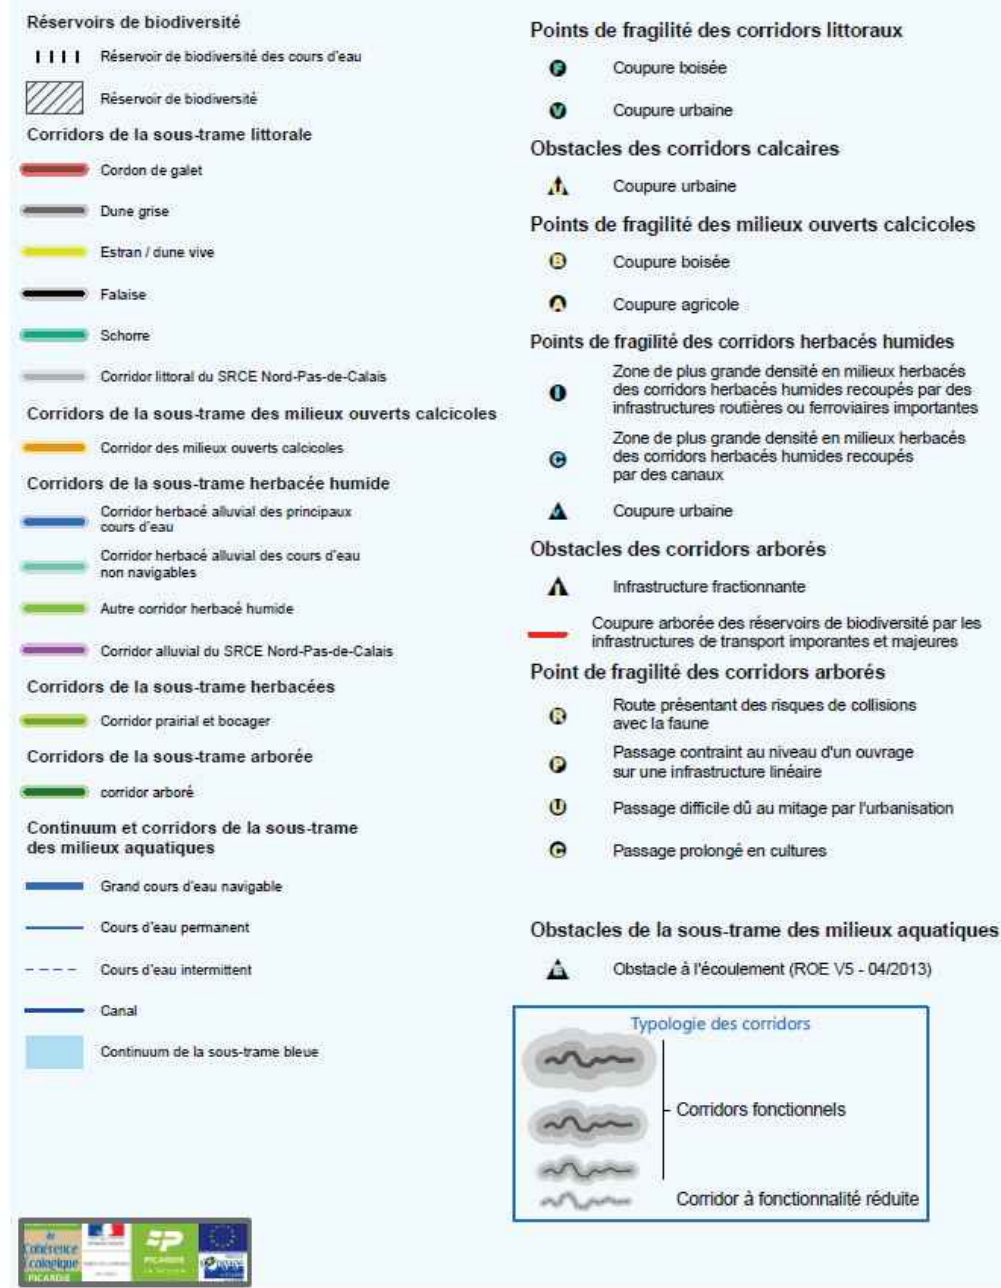 Réservoirs de biodiversité
Réservoir de biodiversité des cours d'eau
Réservoir de biodiversité
Corridors de la sous-trame littorale
Cordon de galet
Dune grise
Estran / dune vive
Falaise
Schorre
Corridor littoral du SRCE Nord-Pas-de-Calais
Corridors de la sous-trame des milieux ouverts calcicoles
Corridor des milieux ouverts calcicoles
Corridors de la sous-trame herbacée humide
Corridor herbacé alluvial des principaux
cours d'eau
Corridor herbacé alluvial des cours d'eau
non navigables
Autre corridor herbacé humide
Corridor alluvial du SRCE Nord-Pas-de-Calais
Corridors de la sous-trame herbacées
Corridor prairial et bocager
Corridors de la sous-trame arborée
corridor arboré
Continuum et corridors de la sous-trame
des milieux aquatiques
Grand cours d'eau navigable
Cours d'eau permanent
Cours d'eau intermittent
Canal
Continuum de la sous-trame bleue
Cohérence
Ecologique
PICARDIE
PICARDIE
Points de fragilité des corridors littoraux
F Coupure boisée
V Coupure urbaine
Obstacles des corridors calcaires
Coupure urbaine
Points de fragilité des milieux ouverts calcicoles
B Coupure boisée
A Coupure agricole
Points de fragilité des corridors herbacés humides
Zone de plus grande densité en milieux herbacés
des corridors herbacés humides recoupés par des
I infrastructures routières ou ferroviaires importantes
Zone de plus grande densité en milieux herbacés
C des corridors herbacés humides recoupés
par des canaux
Coupure urbaine
Obstacles des corridors arborés
Infrastructure fractionnante
Coupure arborée des réservoirs de biodiversité par les
infrastructures de transport imporantes et majeures
Point de fragilité des corridors arborés
R Route présentant des risques de collisions
avec la faune
P Passage contraint au niveau d'un ouvrage
sur une infrastructure linéaire
U Passage difficile dû au mitage par l'urbanisation
C Passage prolongé en cultures
Obstacles de la sous-trame des milieux aquatiques
Obstacle à l'écoulement (ROE V5 - 04/2013)
Typologie des corridors
Corridors fonctionnels
Corridor à fonctionnalité réduite